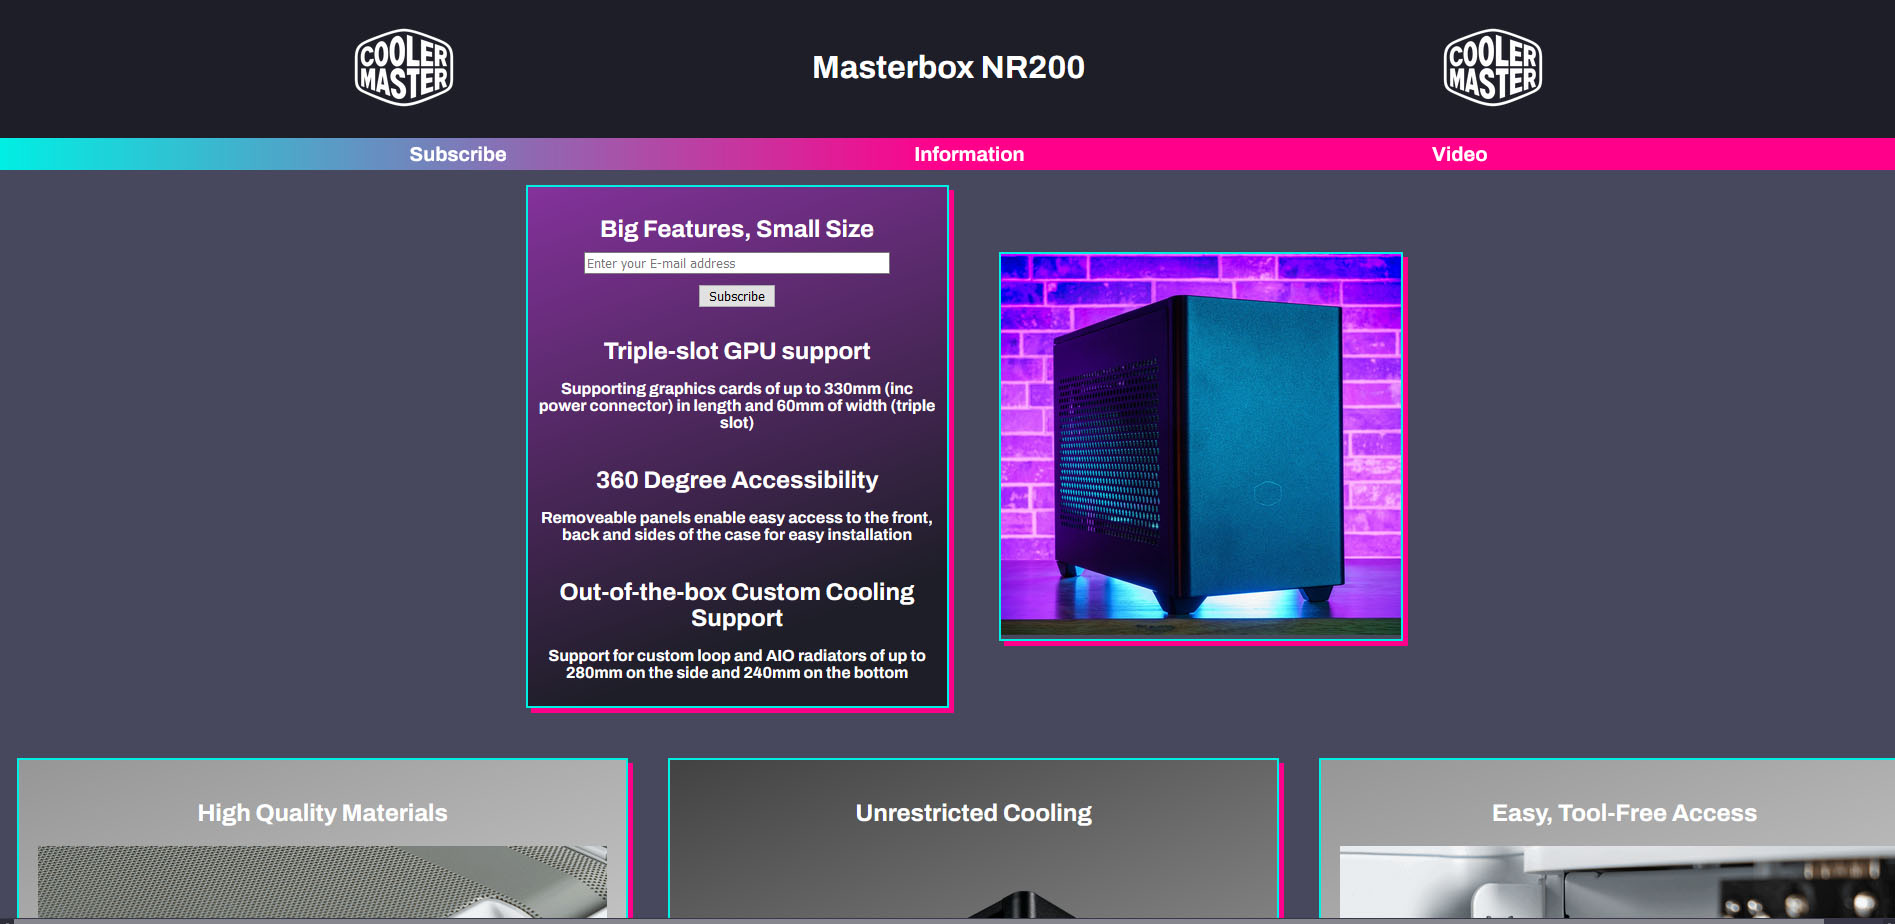 COOLER
MASTER
Masterbox NR200
COOLER
MASTER
Subscribe
Information
Video
Big Features, Small Size
Enter your E-mail address
Subscribe
Triple-slot GPU support
Supporting graphics cards of up to 330mm (inc
power connector) in length and 60mm of width (triple
slot)
360 Degree Accessibility
Removeable panels enable easy access to the front,
back and sides of the case for easy installation
Out-of-the-box Custom Cooling
Support
Support for custom loop and AIO radiators of up to
280mm on the side and 240mm on the bottom
High Quality Materials
Unrestricted Cooling
Easy, Tool-Free Access